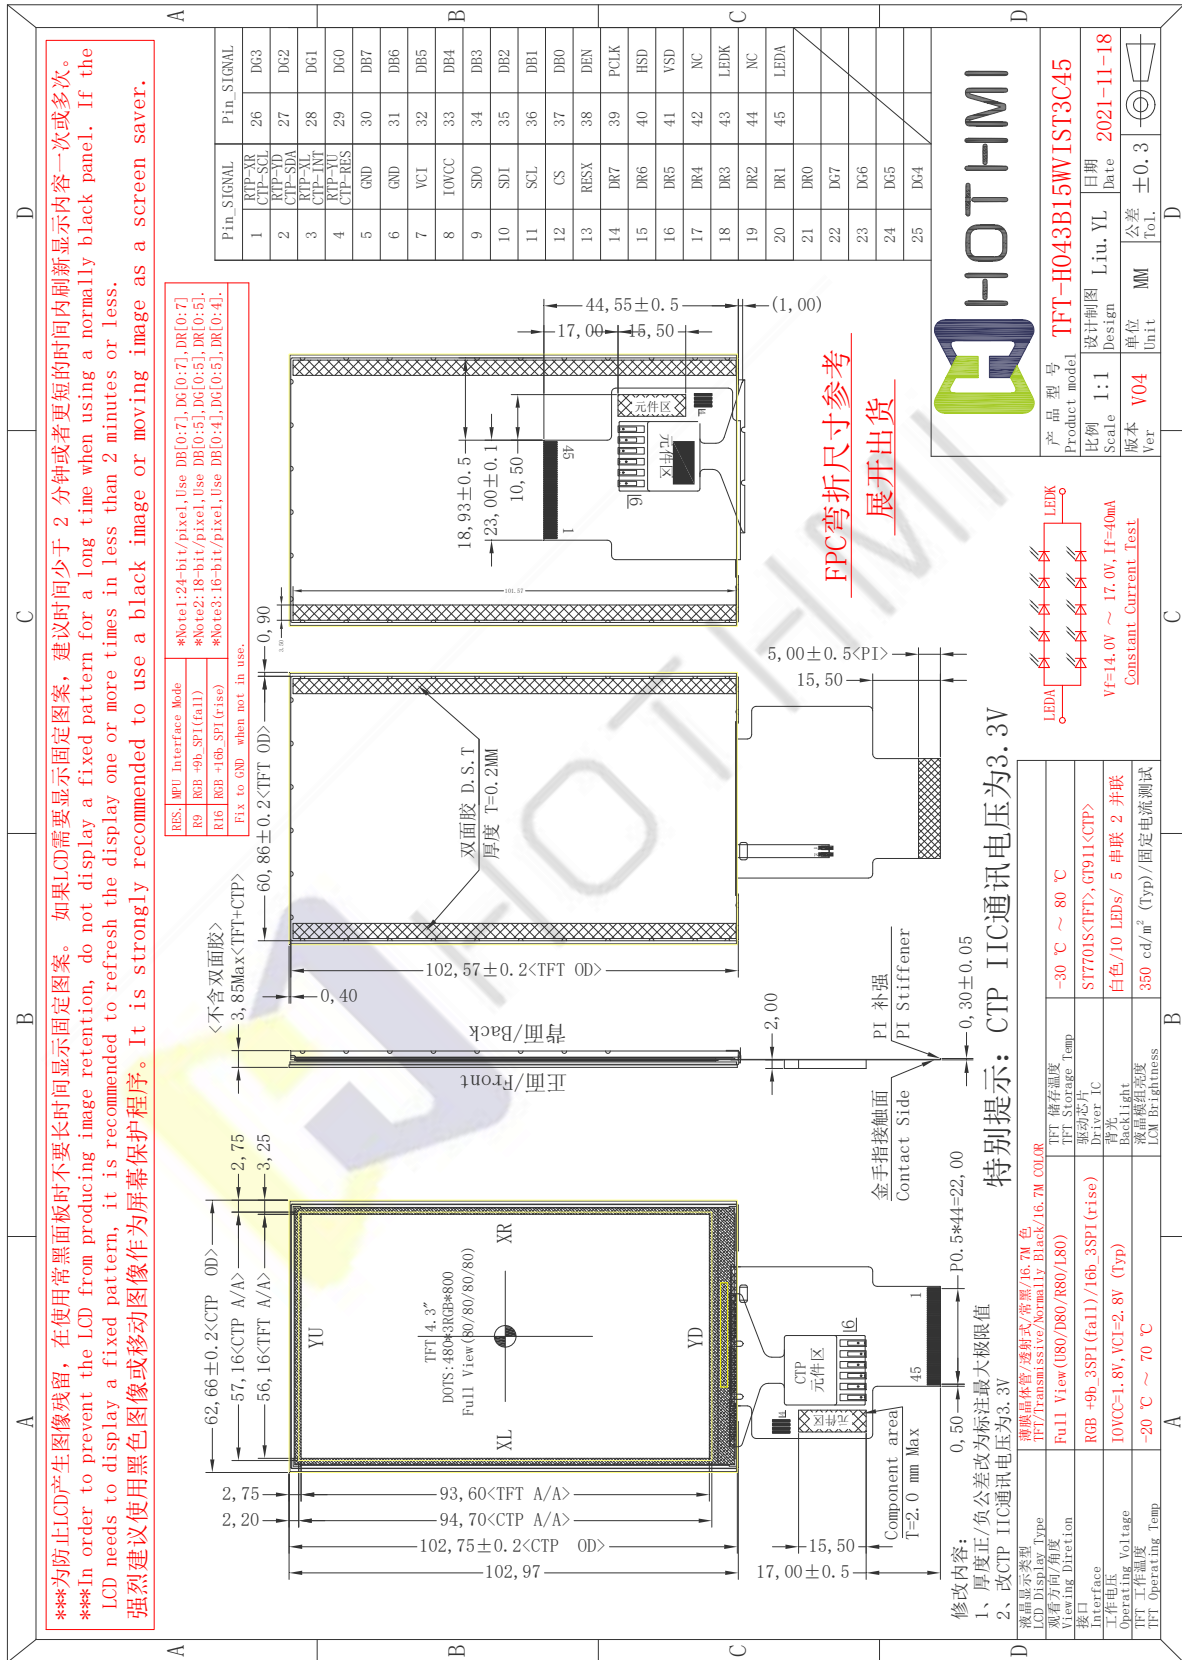 ***为防止LCD产生图像残留，在使用常黑面板时不要长时间显示固定图案。 如果LCD需要显示固定图案，建议时间少于 2 分钟或者更短的时间内刷新显示内容一次或多次。
***In order to prevent the LCD from producing image retention, do not display a fixed pattern for a long time when using a normally black panel. If the
LCD needs to display a fixed pattern, it is recommended to refresh the display one or more times in less than 2 minutes or less.
强烈建议使用黑色图像或移动图像作为屏幕保护程序。It is strongly recommended to use a black image or moving image as a screen saver.
RES. MPU Interface Mode
R9 RGB +9b_SPI(fall)
R16 RGB +16b_SPI(rise)
*Note1:24-bit/pixel,Use DB[0:7],DG[0:7],DR[0:7]
*Note2:18-bit/pixel,Use DB[0:5],DG[0:5],DR[0:5].
*Note3:16-bit/pixel,Use DB[0:4],DG[0:5],DR[0:4].
Fix to GND when not in use.
Pin_SIGNAL Pin_SIGNAL
1 RTP-XR CTP-SCL 26 DG3
2 RTP-YD CTP-SDA 27 DG2
3 RTP-XL CTP-INT 28 DG1
4 RTP-YU CTP-RES 29 DG0
5 GND 30 DB7
6 GND 31 DB6
7 VCI 32 DB5
8 IOVCC 33 DB4
9 SDO 34 DB3
10 SDI 35 DB2
11 SCL 36 DB1
12 CS 37 DB0
13 RESX 38 DEN
14 DR7 39 PCLK
15 DR6 40 HSD
16 DR5 41 VSD
17 DR4 42 NC
18 DR3 43 LEDK
19 DR2 44 NC
20 DR1 45 LEDA
21 DR0
22 DG7
23 DG6
24 DG5
25 DG4
62,66±0.2<CTP OD>
57,16<CTP A/A>
56,16<TFT A/A>
2,75
3,25
2,75
2,20
93,60<TFT A/A>
94,70<CTP A/A>
102,75±0.2<CTP OD>
102,97
YU
XL
XR
YD
TFT 4.3″
DOTS:480*3RGB*800
Full View(80/80/80/80)
CTP
元件区
元件区
6
45
1
15,50
17,00±0.5
Component area
T=2.0 mm Max
0,50
P0.5*44=22,00
<不含双面胶>
3,85Max<TFT+CTP>
正面/Front
背面/Back
2,00
金手指接触面
Contact Side
PI 补强
PI Stiffener
0,30±0.05
60,86±0.2<TFT OD>
0,90
0,40
102,57±0.2<TFT OD>
双面胶 D.S.T
厚度 T=0.2MM
5,00±0.5<PI>
15,50
101.57
18,93±0.5
23,00±0.1
10,50
44,55±0.5
17,00
15,50
(1,00)
45
1
元件区
元件区
6
FPC弯折尺寸参考
展开出货
特别提示: CTP IIC通讯电压为3.3V
修改内容:
1、厚度正/负公差改为标注最大极限值
2、改CTP IIC通讯电压为3.3V
LEDA
LEDK
Vf=14.0V ~ 17.0V,If=40mA
Constant Current Test
液晶显示类型
LCD Display Type
薄膜晶体管/透射式/常黑/16.7M 色
TFT/Transmissive/Normally Black/16.7M COLOR
观看方向/角度
Viewing Diretion
Full View(U80/D80/R80/L80)
接口
Interface
RGB +9b_3SPI(fall)/16b_3SPI(rise)
工作电压
Operating Voltage
IOVCC=1.8V,VCI=2.8V (Typ)
TFT 工作温度
TFT Operating Temp
-20 ℃ ~ 70 ℃
TFT 储存温度
TFT Storage Temp
-30 ℃ ~ 80 ℃
驱动芯片
Driver IC
ST7701S<TFT>,GT911<CTP>
背光
Backlight
白色/10 LEDs/ 5 串联 2 并联
液晶模组亮度
LCM Brightness
350 cd/m² (Typ)/固定电流测试
HOTHMI
产 品 型 号
Product model
TFT-H043B15WVIST3C45
比例
Scale
1:1
设计制图
Design
Liu.YL
日期
Date
2021-11-18
版本
Ver
V04
单位
Unit
MM
公差
Tol.
±0.3
A
B
C
D
A
B
C
D
A
B
C
D
A
B
C
D
HOTHMI